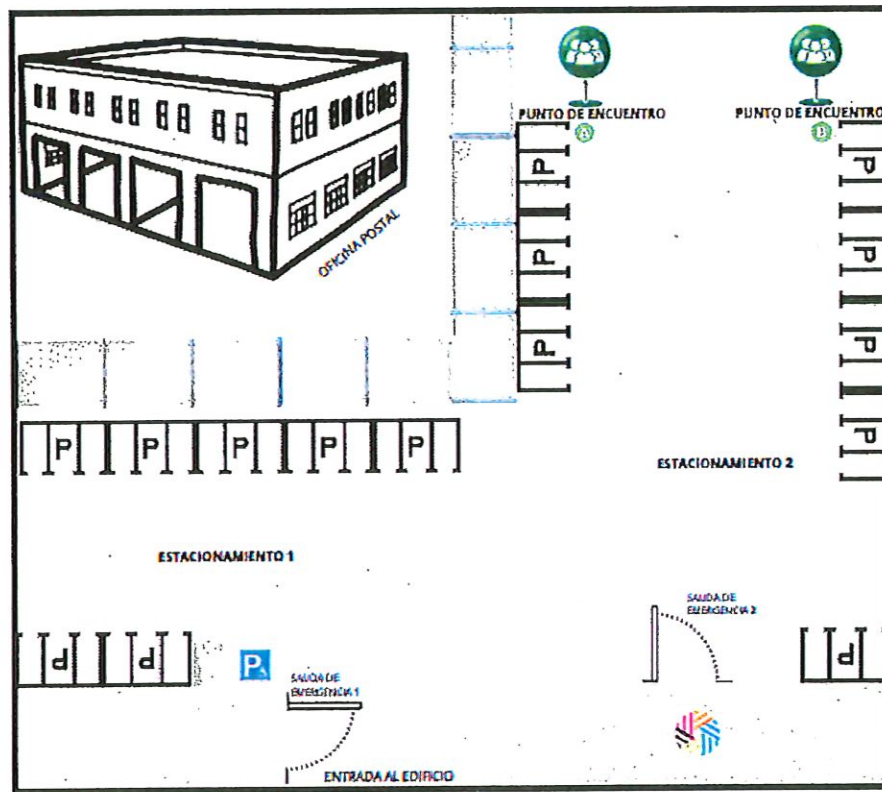 PUNTO DE ENCUENTRO
A
PUNTO DE ENCUENTRO
B
OFICINA POSTAL
P
P
P
P
P
P
P
P
P
P
P
P
ESTACIONAMIENTO 2
ESTACIONAMIENTO 1
P
P
P
SALIDA DE
EMERGENCIA 1
SALIDA DE
EMERGENCIA 2
P
ENTRADA AL EDIFICIO